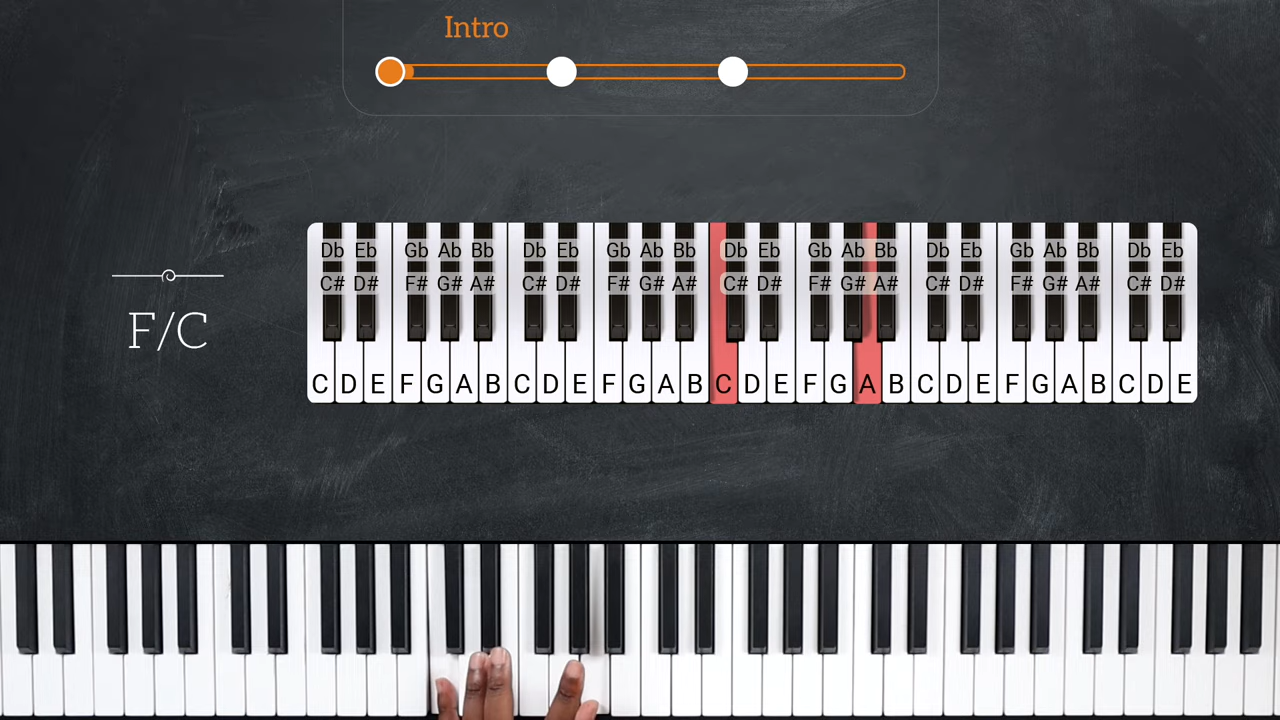 Intro
Db Eb Gb Ab Bb Db Eb Gb Ab Bb Db Eb Gb Ab Bb Db Eb Gb Ab Bb Db Eb
C# D# F# G# A# C# D# F# G# A# C# D# F# G# A# C# D# F# G# A# C# D#
F/C
C D E F G A B C D E F G A B C D E F G A B C D E F G A B C D E